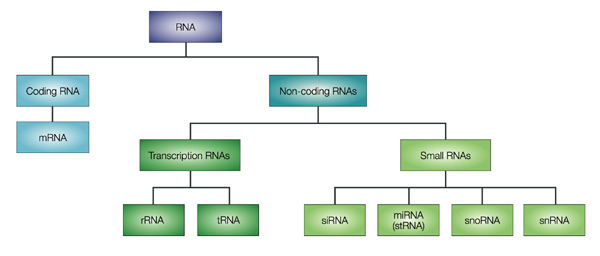 RNA
Coding RNA
Non-coding RNAs
mRNA
Transcription RNAs
Small RNAs
rRNA
tRNA
siRNA
miRNA
(stRNA)
snoRNA
snRNA